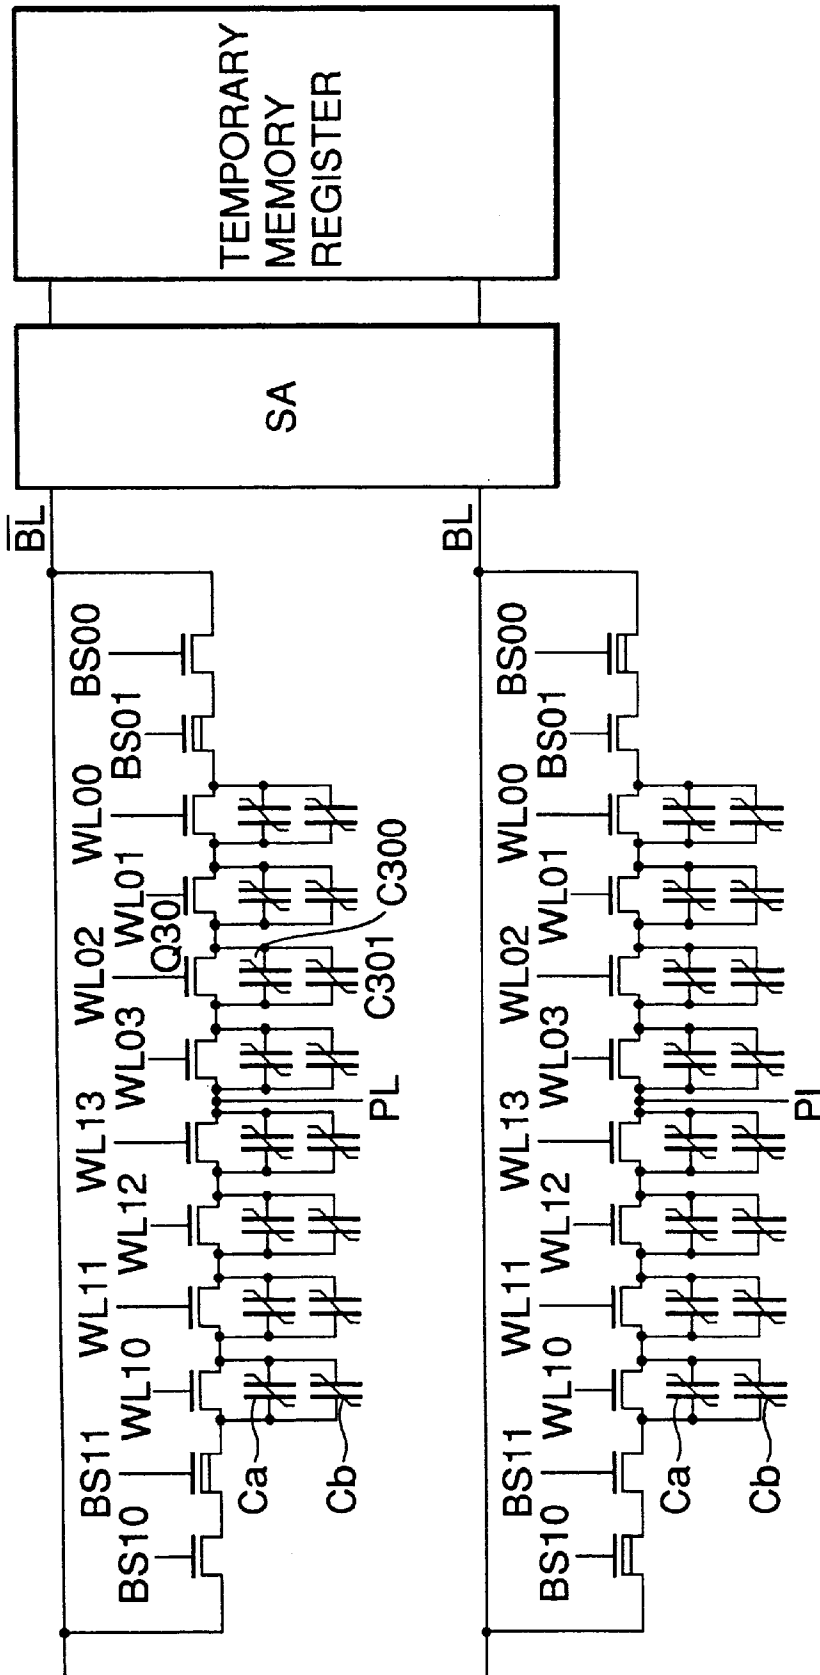 TEMPORARY
MEMORY
REGISTER
SA
BL
BS00
BS01
WL00
WL01
Q30
WL02
WL03
C300
C301
PL
WL13
WL12
WL11
WL10
BS11
BS10
Ca
Cb
BL
BS00
BS01
WL00
WL01
WL02
WL03
PL
WL13
WL12
WL11
WL10
BS11
BS10
Ca
Cb